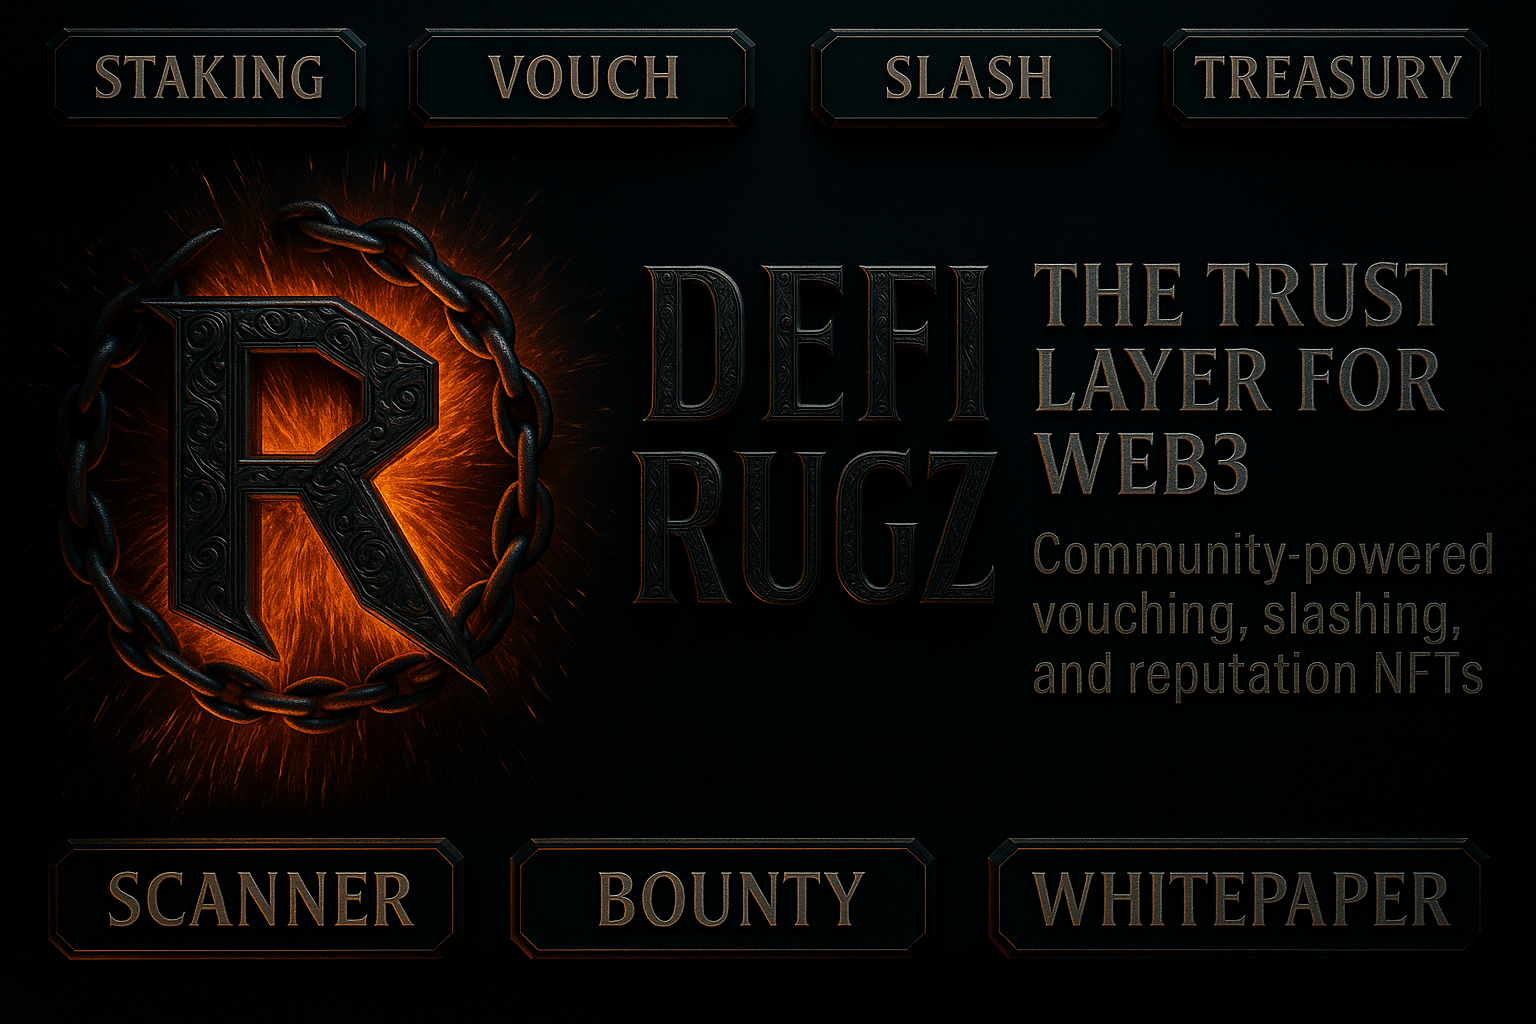 STAKING
VOUCH
SLASH
TREASURY
R
DEFI
RUGZ
THE TRUST
LAYER FOR
WEB3
Community-powered
vouching, slashing,
and reputation NFTs
SCANNER
BOUNTY
WHITEPAPER